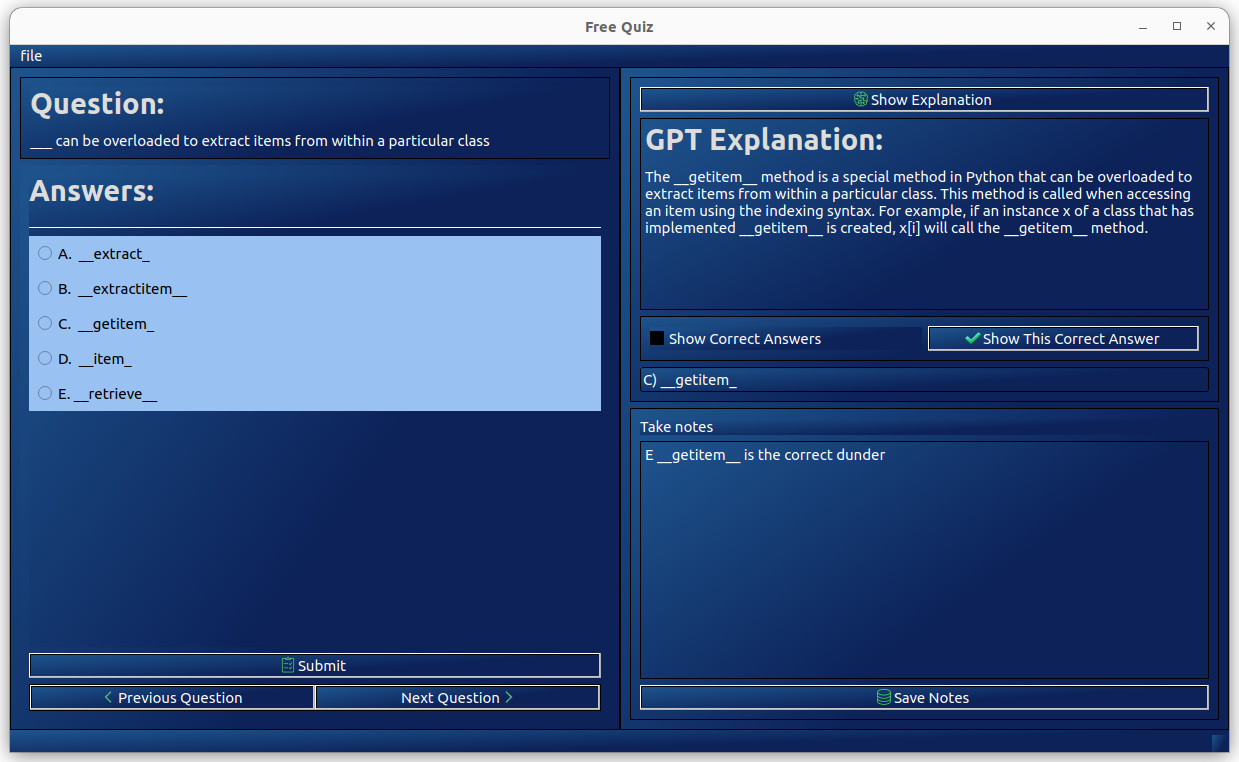 Free Quiz
file
Question:
___ can be overloaded to extract items from within a particular class
Answers:
A. __extract_
B. __extractitem__
C. __getitem_
D. __item_
E. __retrieve__
Submit
Previous Question
Next Question
Show Explanation
GPT Explanation:
The __getitem__ method is a special method in Python that can be overloaded to
extract items from within a particular class. This method is called when accessing
an item using the indexing syntax. For example, if an instance x of a class that has
implemented __getitem__ is created, x[i] will call the __getitem__ method.
Show Correct Answers
Show This Correct Answer
C) __getitem_
Take notes
E __getitem__ is the correct dunder
Save Notes